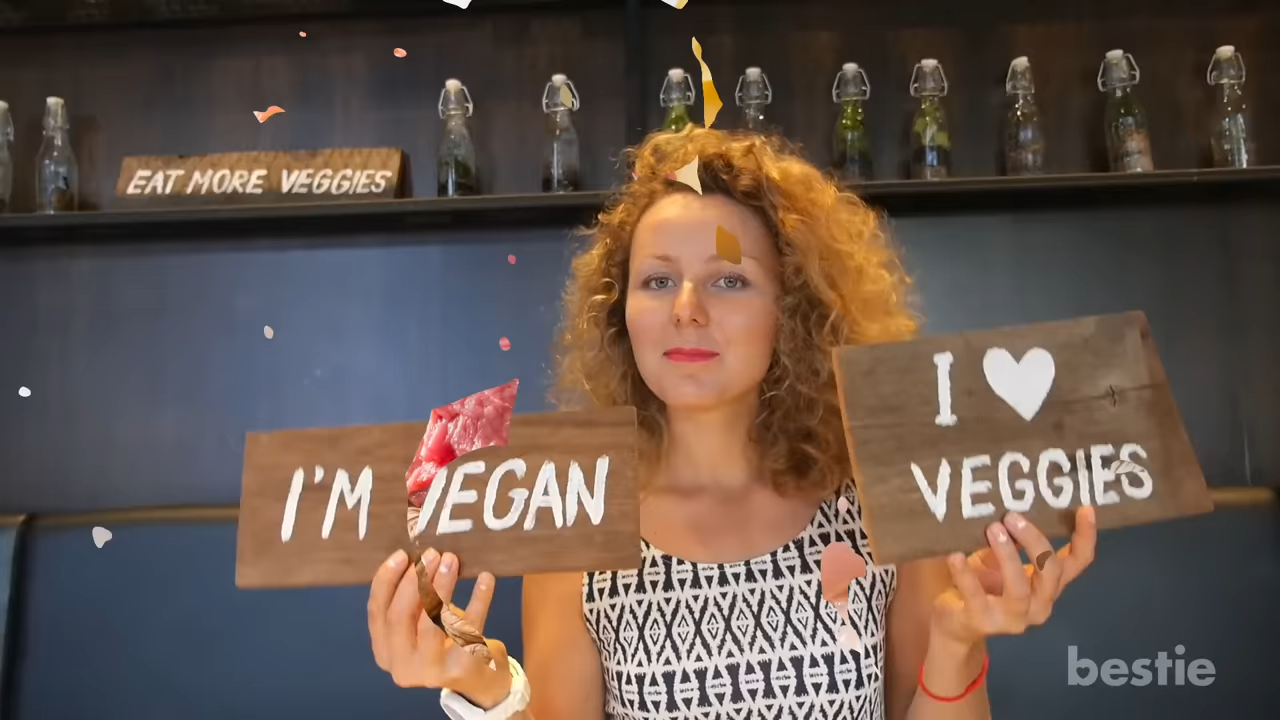 EAT MORE VEGGIES
I'M VEGAN
I ♥
VEGGIES
bestie